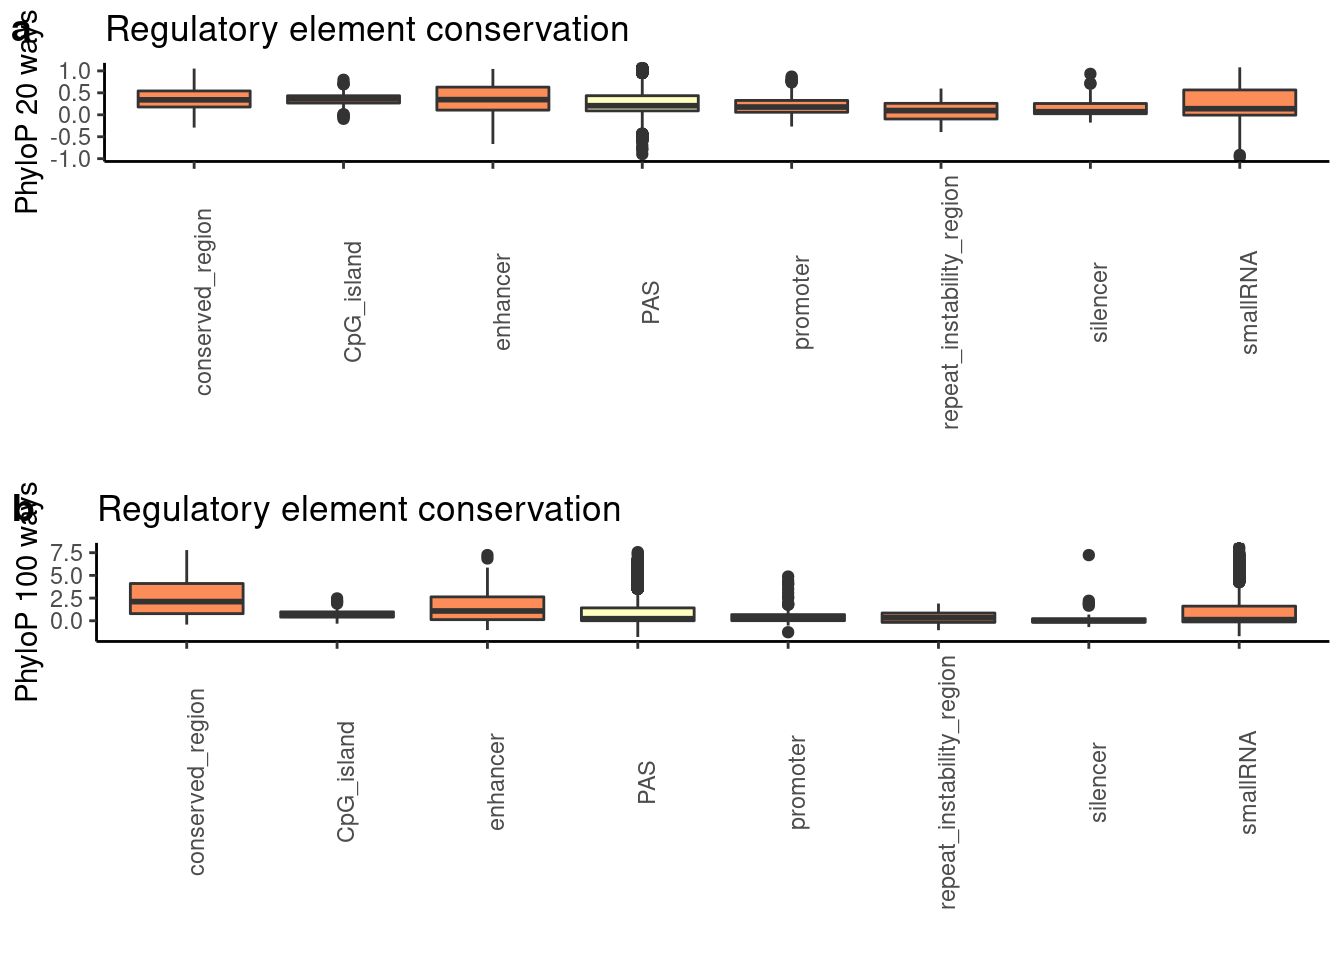 a
Regulatory element conservation
PhyloP 20 ways
1.0
0.5
0.0
-0.5
-1.0
conserved_region
CpG_island
enhancer
PAS
promoter
repeat_instability_region
silencer
smallRNA
b
Regulatory element conservation
PhyloP 100 ways
7.5
5.0
2.5
0.0
conserved_region
CpG_island
enhancer
PAS
promoter
repeat_instability_region
silencer
smallRNA